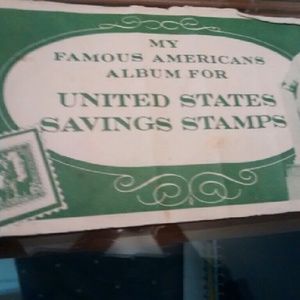 MY
FAMOUS AMERICANS
ALBUM FOR
UNITED STATES
SAVINGS STAMPS